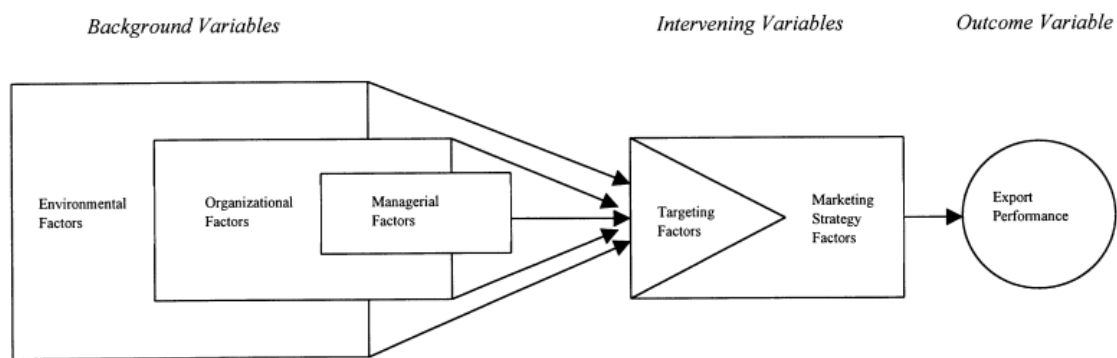 Background Variables
Intervening Variables
Outcome Variable
Environmental
Factors
Organizational
Factors
Managerial
Factors
Targeting
Factors
Marketing
Strategy
Factors
Export
Performance